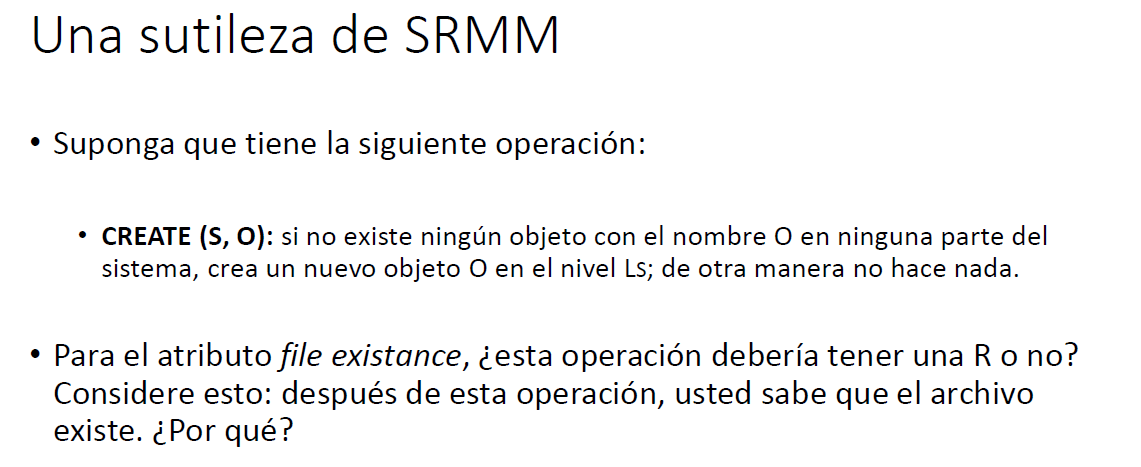 Una sutileza de SRMM
• Suponga que tiene la siguiente operación:
• CREATE (S, O): si no existe ningún objeto con el nombre O en ninguna parte del
sistema, crea un nuevo objeto O en el nivel Ls; de otra manera no hace nada.
• Para el atributo file existance, ¿esta operación debería tener una R o no?
Considere esto: después de esta operación, usted sabe que el archivo
existe. ¿Por qué?